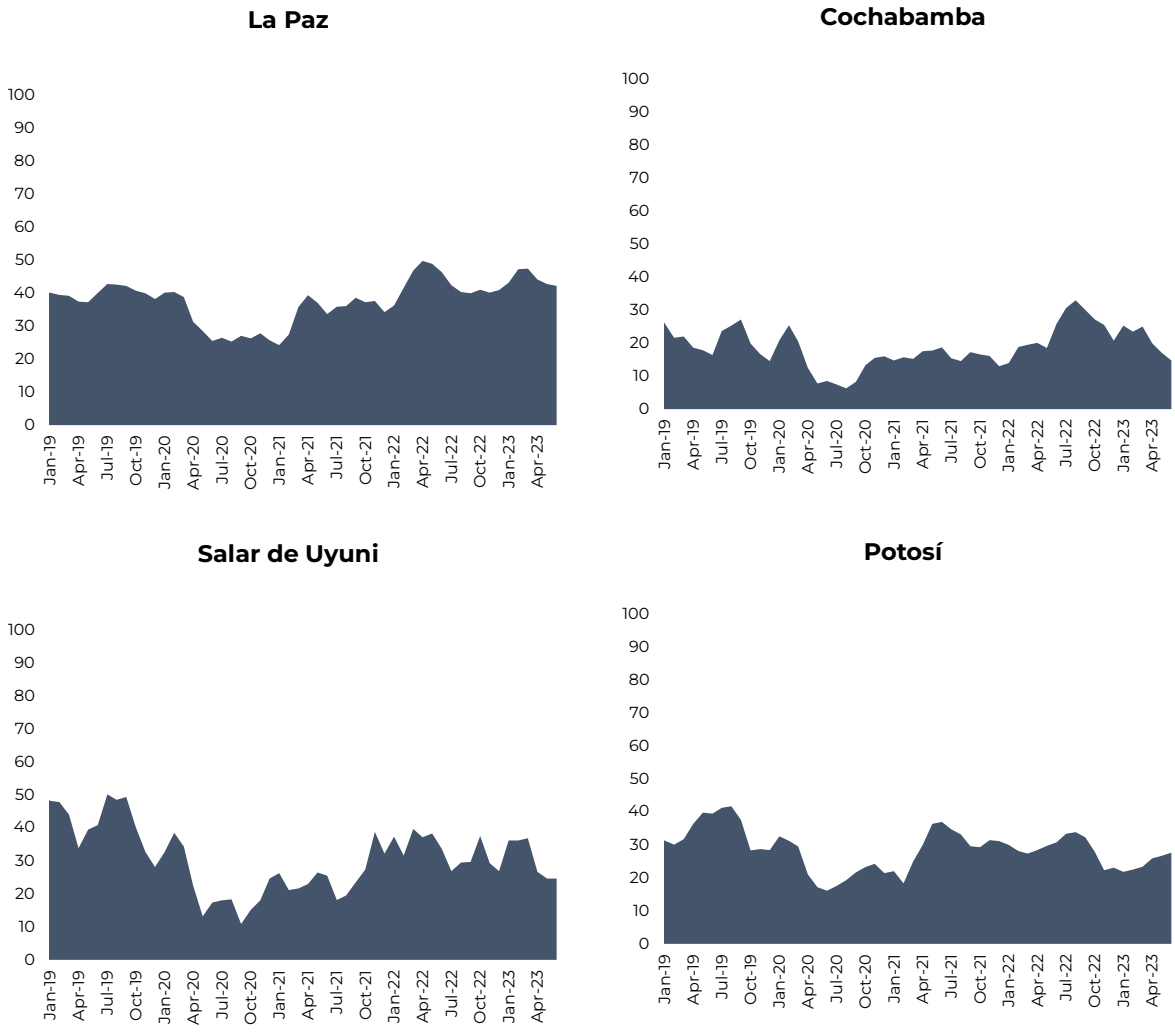 La Paz
100
90
80
70
60
50
40
30
20
10
0
Jan-19
Apr-19
Jul-19
Oct-19
Jan-20
Apr-20
Jul-20
Oct-20
Jan-21
Apr-21
Jul-21
Oct-21
Jan-22
Apr-22
Jul-22
Oct-22
Jan-23
Apr-23
Cochabamba
100
90
80
70
60
50
40
30
20
10
0
Jan-19
Apr-19
Jul-19
Oct-19
Jan-20
Apr-20
Jul-20
Oct-20
Jan-21
Apr-21
Jul-21
Oct-21
Jan-22
Apr-22
Jul-22
Oct-22
Jan-23
Apr-23
Salar de Uyuni
100
90
80
70
60
50
40
30
20
10
0
Jan-19
Apr-19
Jul-19
Oct-19
Jan-20
Apr-20
Jul-20
Oct-20
Jan-21
Apr-21
Jul-21
Oct-21
Jan-22
Apr-22
Jul-22
Oct-22
Jan-23
Apr-23
Potosí
100
90
80
70
60
50
40
30
20
10
0
Jan-19
Apr-19
Jul-19
Oct-19
Jan-20
Apr-20
Jul-20
Oct-20
Jan-21
Apr-21
Jul-21
Oct-21
Jan-22
Apr-22
Jul-22
Oct-22
Jan-23
Apr-23